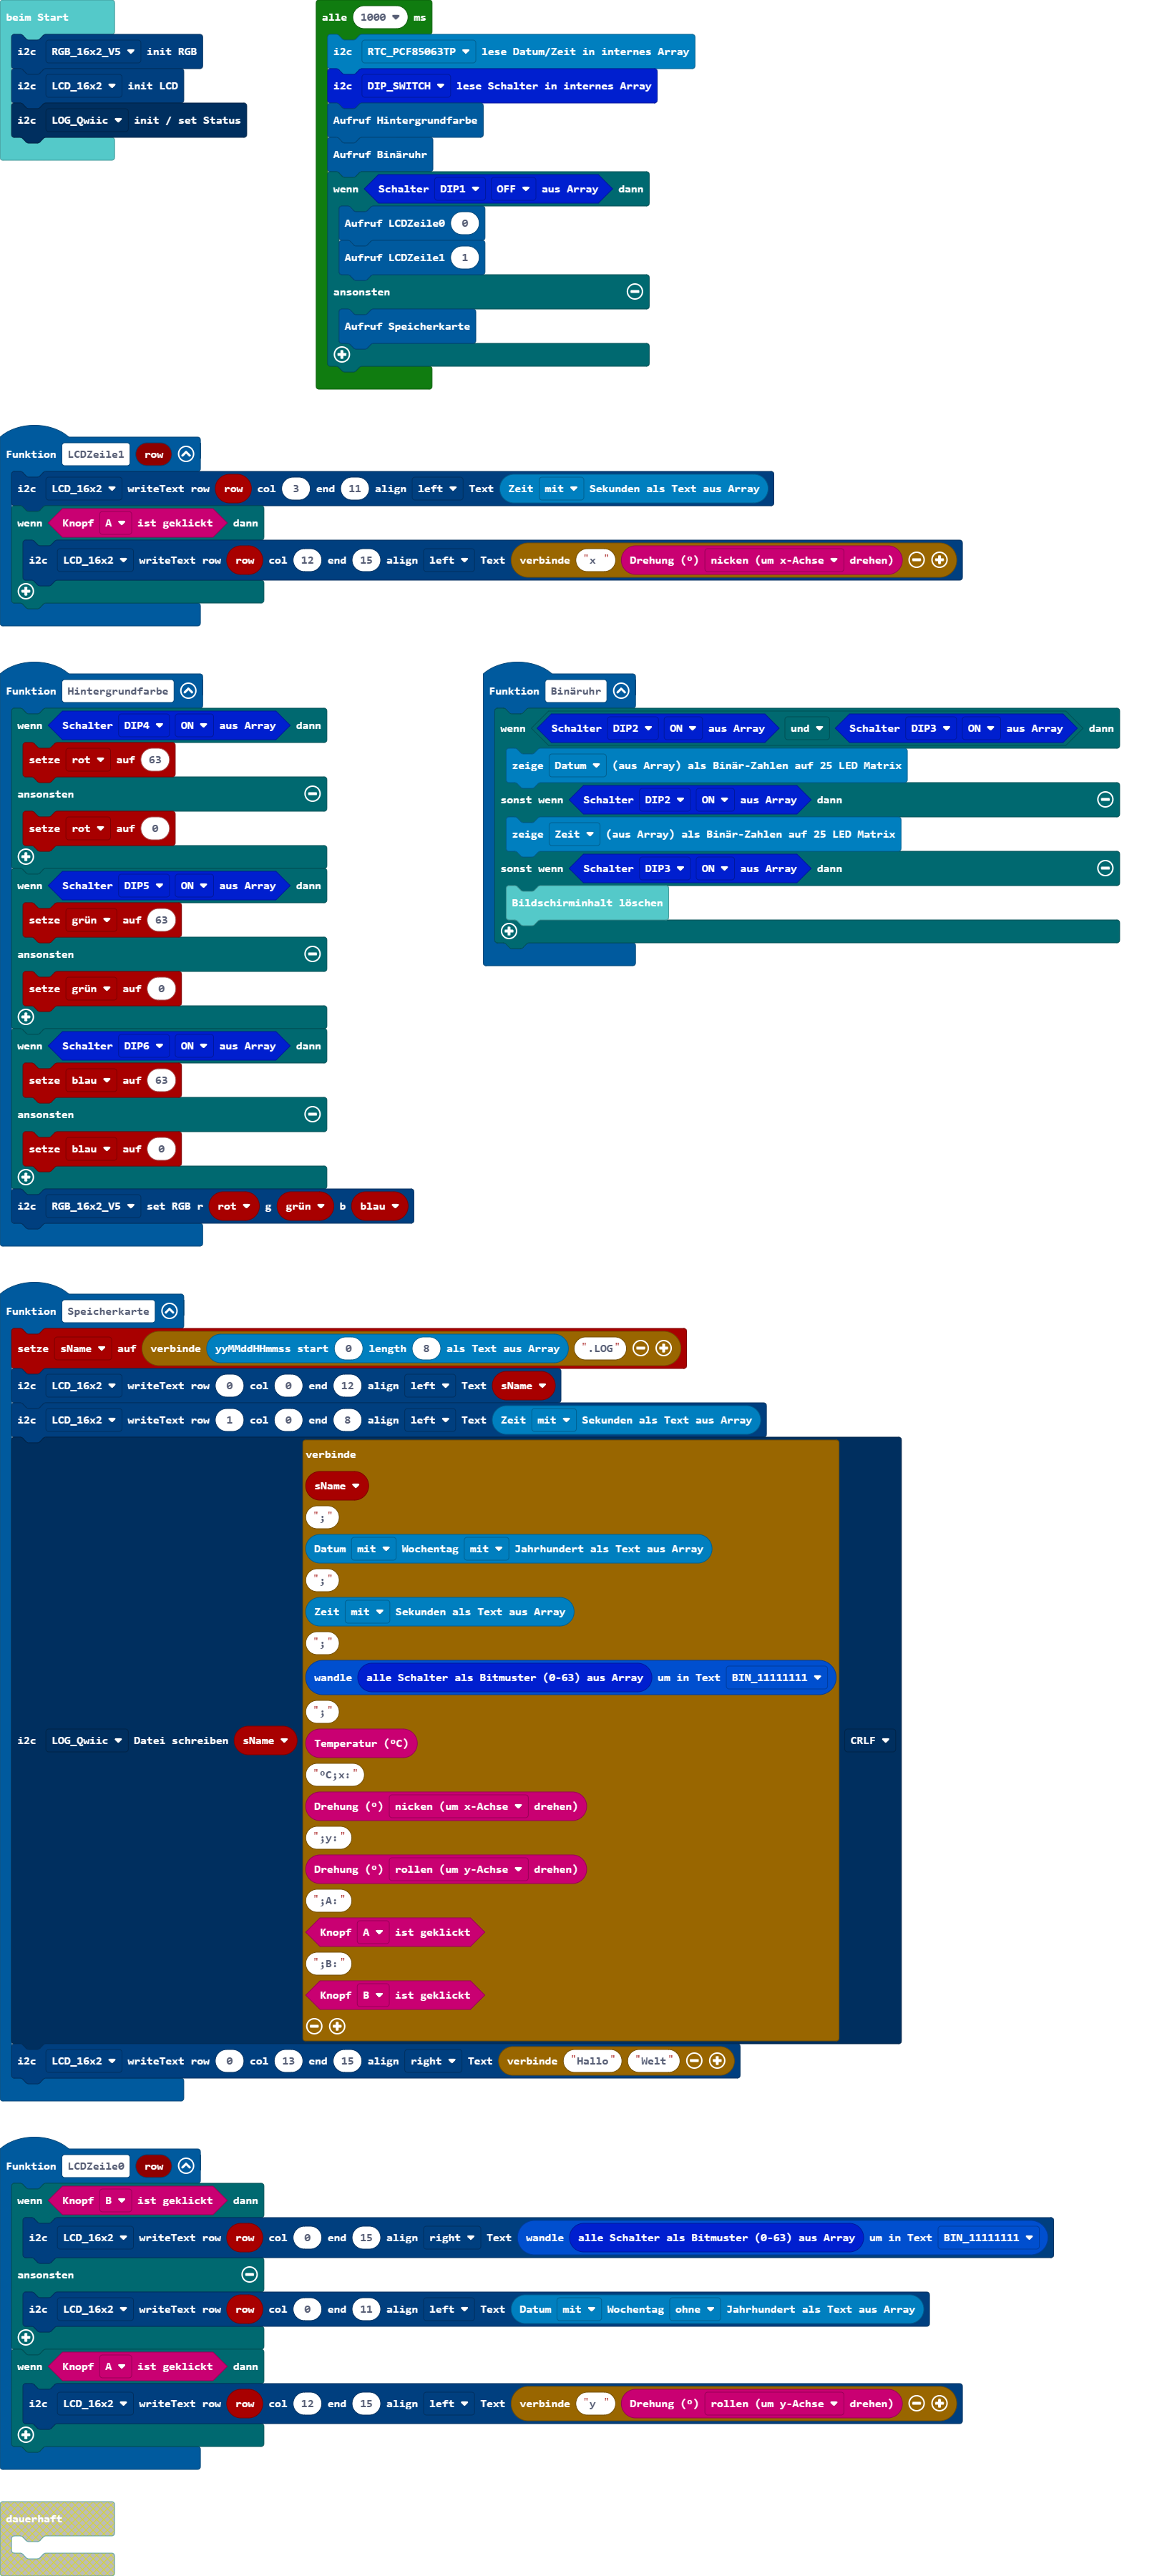 beim Start
i2c RGB_16x2_V5 init RGB
i2c LCD_16x2 init LCD
i2c LOG_Qwiic init / set Status
alle 1000 ms
i2c RTC_PCF85063TP lese Datum/Zeit in internes Array
i2c DIP_SWITCH lese Schalter in internes Array
Aufruf Hintergrundfarbe
Aufruf Binäruhr
wenn Schalter DIP1 OFF aus Array dann
Aufruf LCDZeile0 0
Aufruf LCDZeile1 1
ansonsten
Aufruf Speicherkarte
Funktion LCDZeile1 row
i2c LCD_16x2 writeText row row col 3 end 11 align left Text Zeit mit Sekunden als Text aus Array
wenn Knopf A ist geklickt dann
i2c LCD_16x2 writeText row row col 12 end 15 align left Text verbinde "x " Drehung (º) nicken (um x-Achse drehen)
Funktion Hintergrundfarbe
wenn Schalter DIP4 ON aus Array dann
setze rot auf 63
ansonsten
setze rot auf 0
wenn Schalter DIP5 ON aus Array dann
setze grün auf 63
ansonsten
setze grün auf 0
wenn Schalter DIP6 ON aus Array dann
setze blau auf 63
ansonsten
setze blau auf 0
i2c RGB_16x2_V5 set RGB r rot g grün b blau
Funktion Binäruhr
wenn Schalter DIP2 ON aus Array und Schalter DIP3 ON aus Array dann
zeige Datum (aus Array) als Binär-Zahlen auf 25 LED Matrix
sonst wenn Schalter DIP2 ON aus Array dann
zeige Zeit (aus Array) als Binär-Zahlen auf 25 LED Matrix
sonst wenn Schalter DIP3 ON aus Array dann
Bildschirminhalt löschen
Funktion Speicherkarte
setze sName auf verbinde yyMMddHHmmss start 0 length 8 als Text aus Array ".LOG"
i2c LCD_16x2 writeText row 0 col 0 end 12 align left Text sName
i2c LCD_16x2 writeText row 1 col 0 end 8 align left Text Zeit mit Sekunden als Text aus Array
i2c LOG_Qwiic Datei schreiben sName
verbinde
sName
";"
Datum mit Wochentag mit Jahrhundert als Text aus Array
";"
Zeit mit Sekunden als Text aus Array
";"
wandle alle Schalter als Bitmuster (0-63) aus Array um in Text BIN_11111111
";"
Temperatur (ºC)
"ºC;x:"
Drehung (º) nicken (um x-Achse drehen)
";y:"
Drehung (º) rollen (um y-Achse drehen)
";A:"
Knopf A ist geklickt
";B:"
Knopf B ist geklickt
CRLF
i2c LCD_16x2 writeText row 0 col 13 end 15 align right Text verbinde "Hallo" "Welt"
Funktion LCDZeile0 row
wenn Knopf B ist geklickt dann
i2c LCD_16x2 writeText row row col 0 end 15 align right Text wandle alle Schalter als Bitmuster (0-63) aus Array um in Text BIN_11111111
ansonsten
i2c LCD_16x2 writeText row row col 0 end 11 align left Text Datum mit Wochentag ohne Jahrhundert als Text aus Array
wenn Knopf A ist geklickt dann
i2c LCD_16x2 writeText row row col 12 end 15 align left Text verbinde "y " Drehung (º) rollen (um y-Achse drehen)
dauerhaft